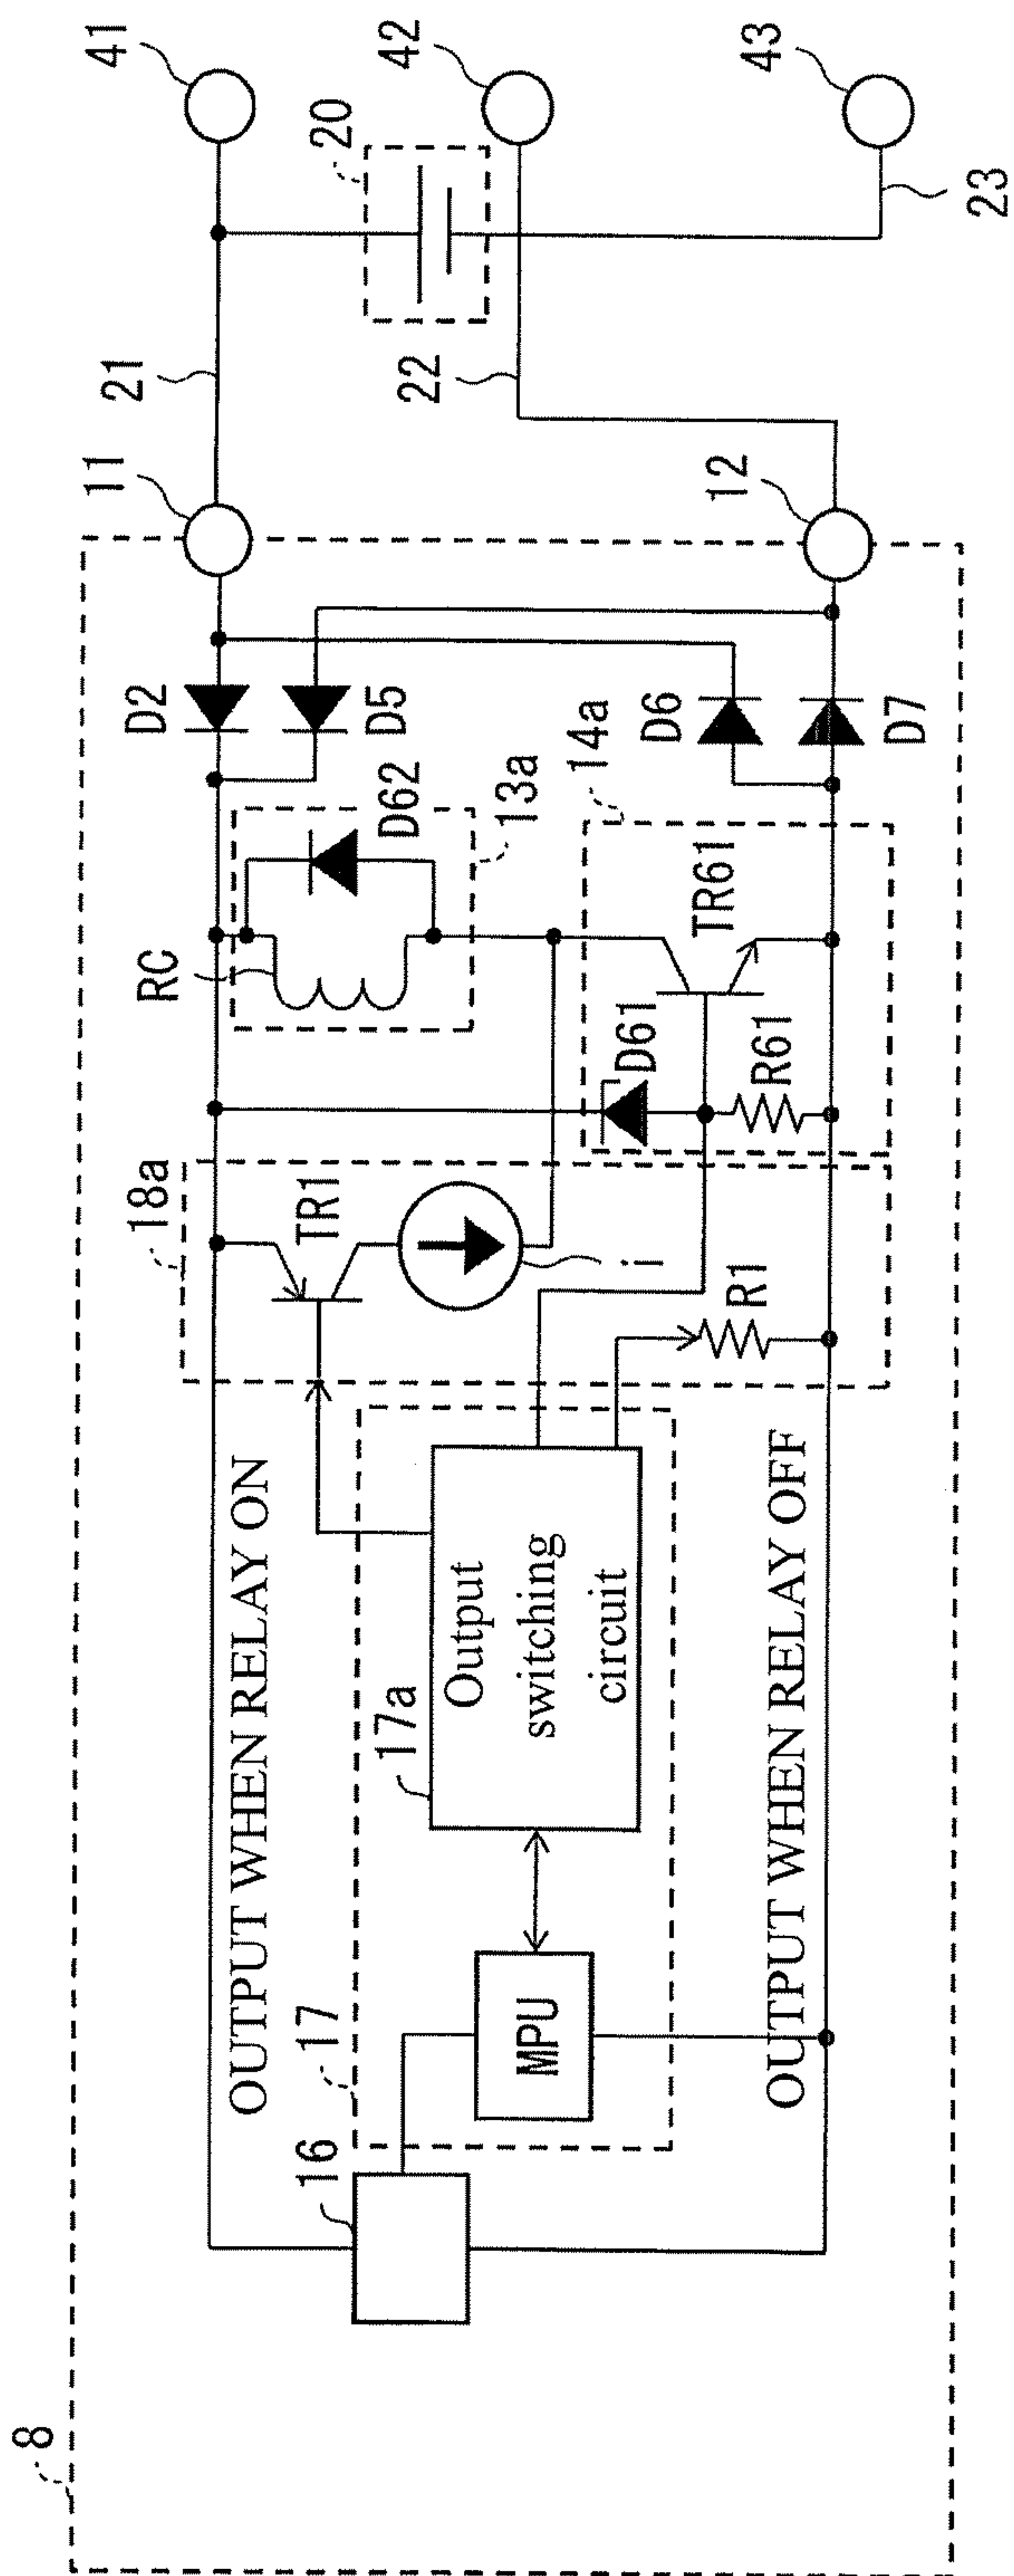 8
16
OUTPUT WHEN RELAY ON
17
MPU
17a
Output
switching
circuit
OUTPUT WHEN RELAY OFF
18a
TR1
i
R1
RC
D62
13a
D61
R61
TR61
14a
D2
D5
D6
D7
11
12
21
22
20
41
42
43
23